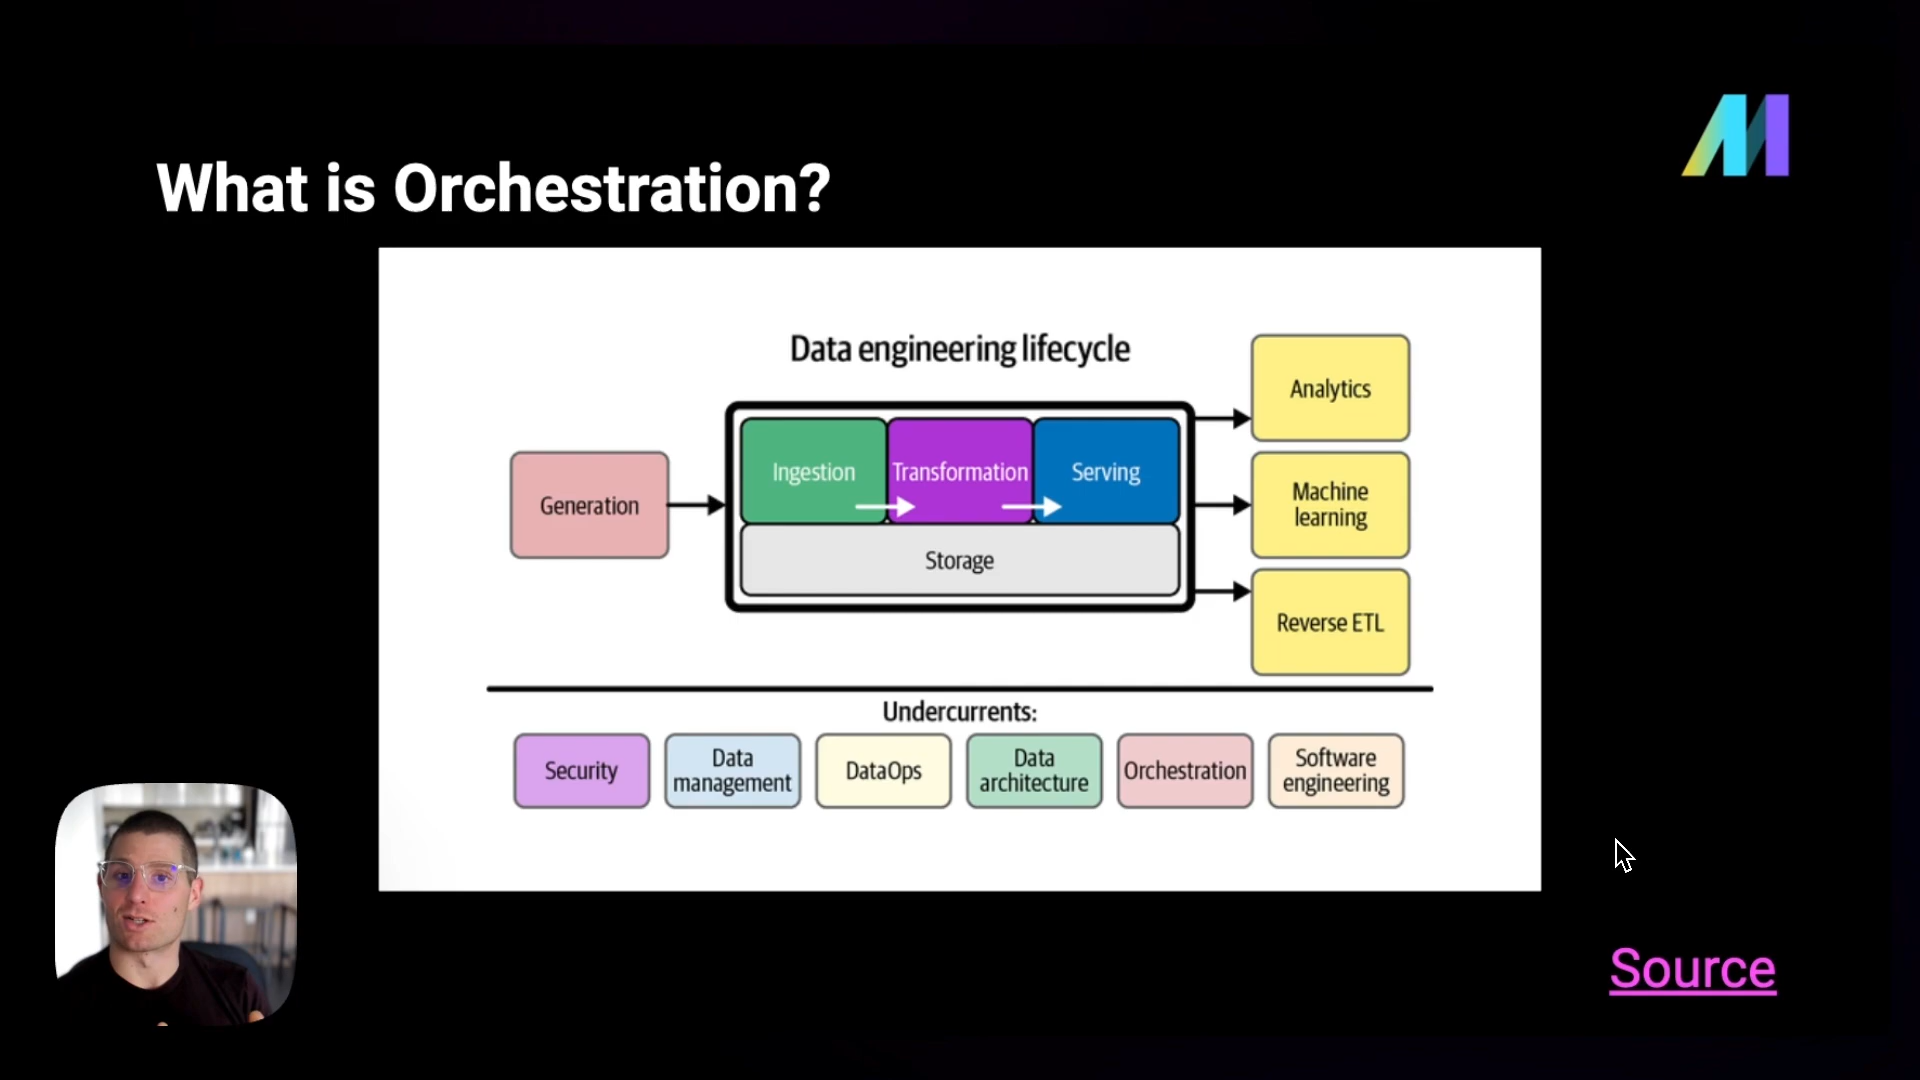 What is Orchestration?
Data engineering lifecycle
Generation
Ingestion
Transformation
Serving
Storage
Analytics
Machine
learning
Reverse ETL
Undercurrents:
Security
Data
management
DataOps
Data
architecture
Orchestration
Software
engineering
Source